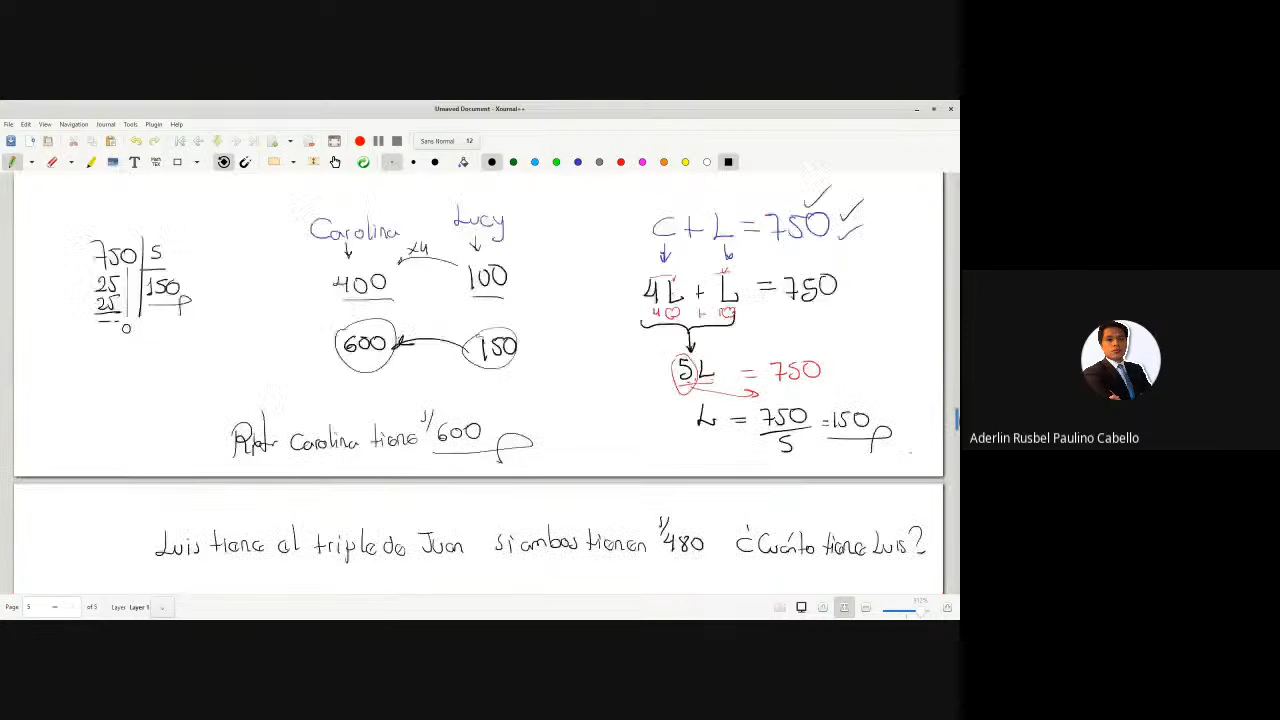 Unsaved Document - Xournal++
File Edit View Navigation Journal Tools Plugin Help
Sans Normal 12
Carolina Lucy
C + L = 750
750 5
25 150
25
0
x4
400 100
4L + L = 750
600 150
5L = 750
L = 750/5 = 150
Rpta Carolina tiene S/600
Luis tiene el triple de Juan si ambos tienen S/480 ¿Cuánto tiene Luis?
Aderlin Rusbel Paulino Cabello
Page 5 of 5 Layer Layer 1 312%